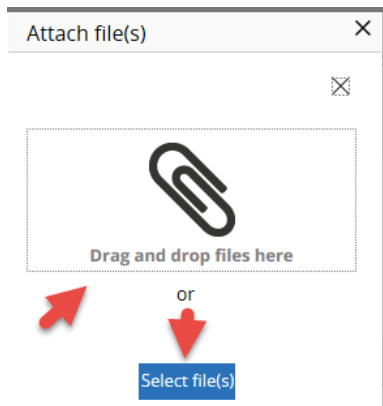 Attach file(s)
Drag and drop files here
or
Select file(s)